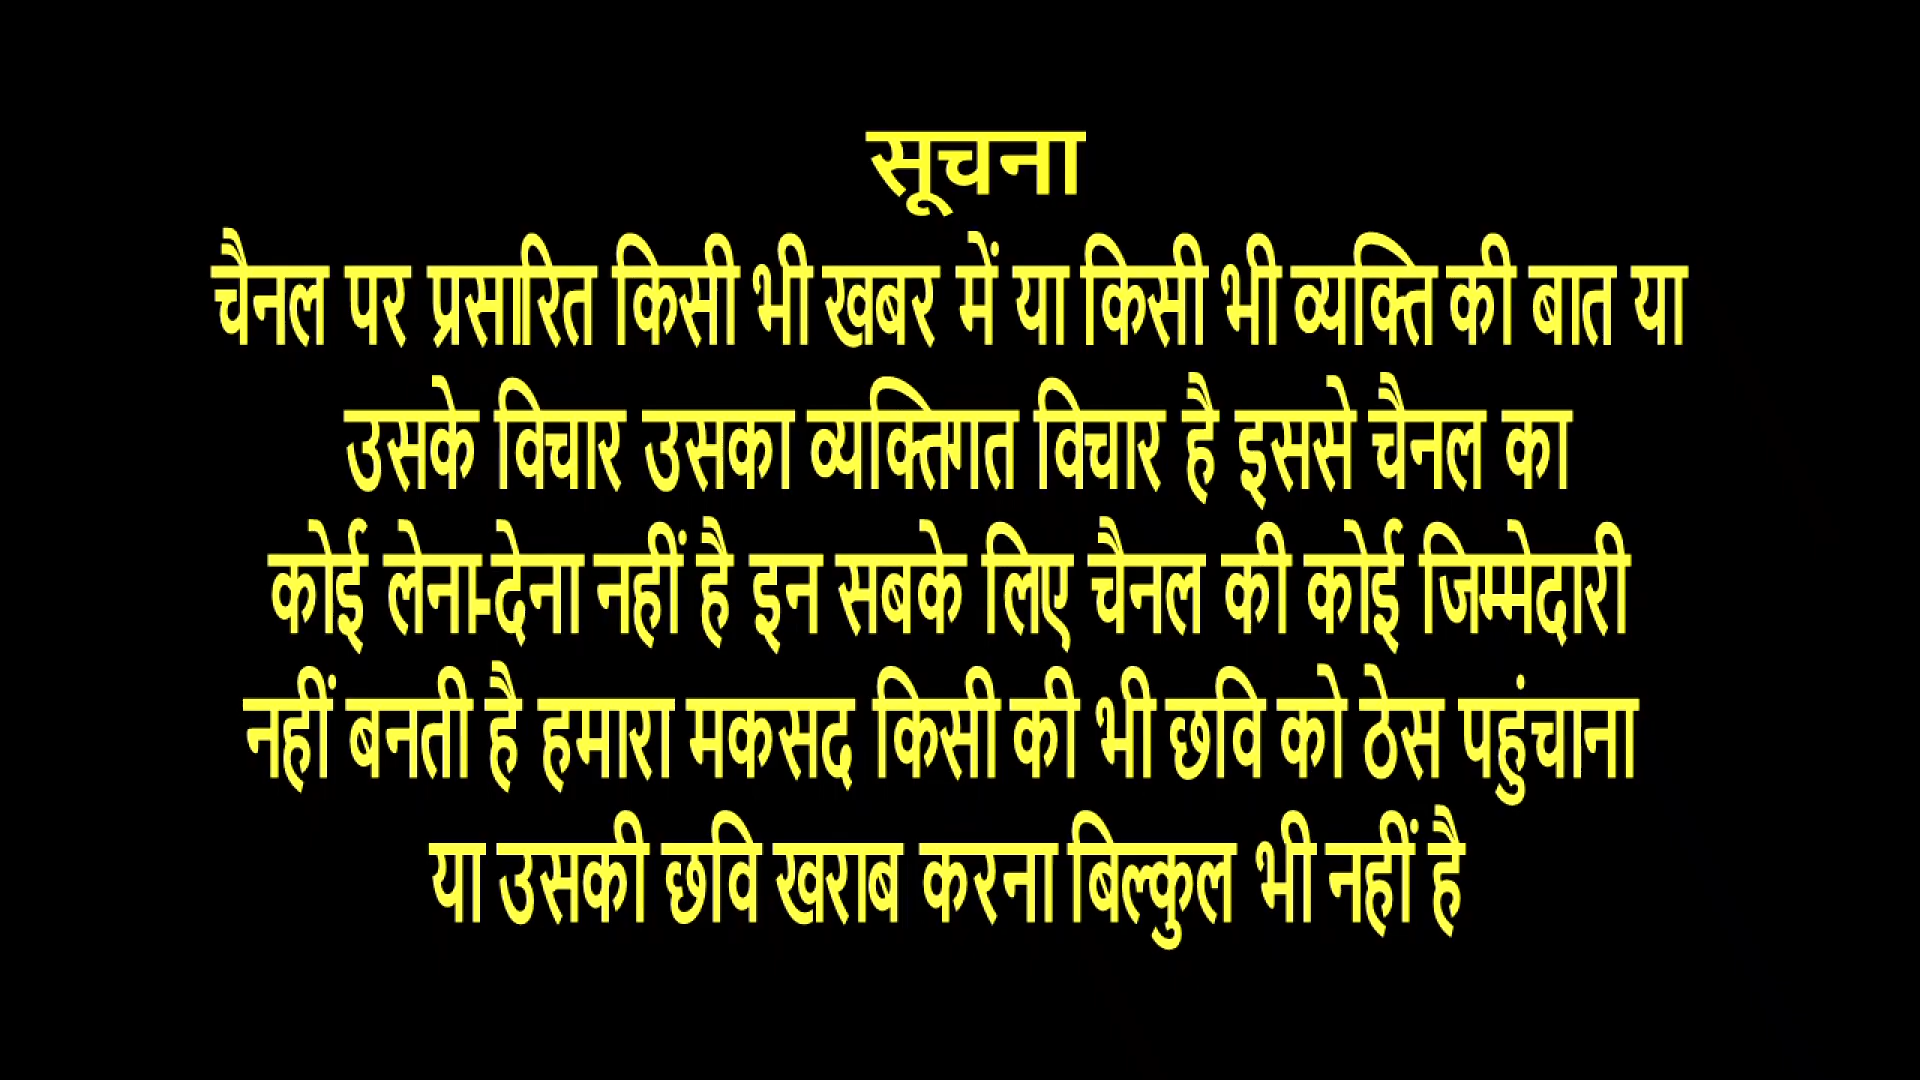 सूचना
चैनल पर प्रसारित किसी भी खबर में या किसी भी व्यक्ति की बात या
उसके विचार उसका व्यक्तिगत विचार है इससे चैनल का
कोई लेना-देना नहीं है इन सबके लिए चैनल की कोई जिम्मेदारी
नहीं बनती है हमारा मकसद किसी की भी छवि को ठेस पहुंचाना
या उसकी छवि खराब करना बिल्कुल भी नहीं है